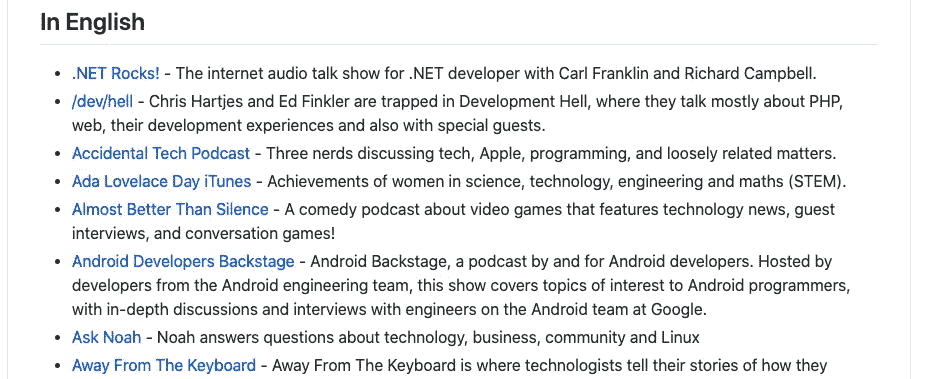 In English
• .NET Rocks! - The internet audio talk show for .NET developer with Carl Franklin and Richard Campbell.
• /dev/hell - Chris Hartjes and Ed Finkler are trapped in Development Hell, where they talk mostly about PHP,
web, their development experiences and also with special guests.
• Accidental Tech Podcast - Three nerds discussing tech, Apple, programming, and loosely related matters.
• Ada Lovelace Day iTunes - Achievements of women in science, technology, engineering and maths (STEM).
• Almost Better Than Silence - A comedy podcast about video games that features technology news, guest
interviews, and conversation games!
• Android Developers Backstage - Android Backstage, a podcast by and for Android developers. Hosted by
developers from the Android engineering team, this show covers topics of interest to Android programmers,
with in-depth discussions and interviews with engineers on the Android team at Google.
• Ask Noah - Noah answers questions about technology, business, community and Linux
• Away From The Keyboard - Away From The Keyboard is where technologists tell their stories of how they